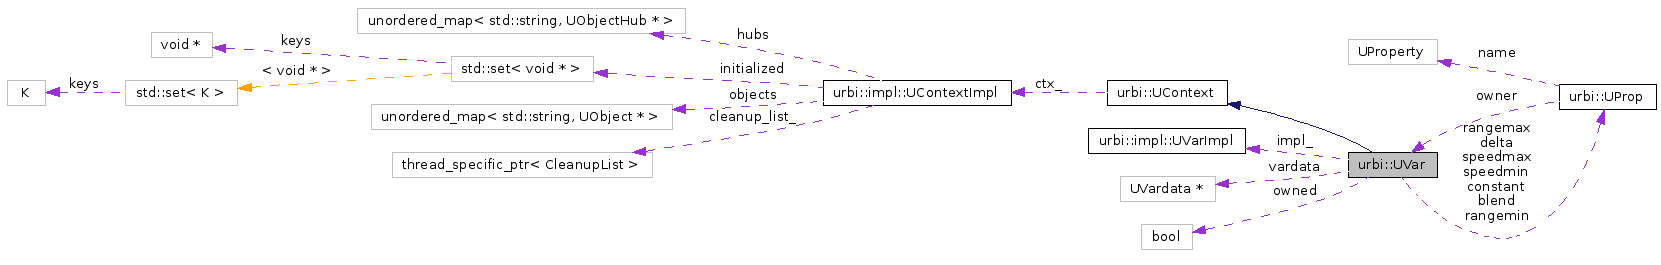 unordered_map< std::string, UObjectHub * >
hubs
void *
keys
std::set< void * >
initialized
< void * >
K
keys
std::set< K >
objects
unordered_map< std::string, UObject * >
cleanup_list_
thread_specific_ptr< CleanupList >
urbi::impl::UContextImpl
ctx_
urbi::UContext
urbi::impl::UVarImpl
impl_
UVardata *
vardata
bool
owned
urbi::UVar
UProperty
name
owner
urbi::UProp
rangemax
delta
speedmax
speedmin
constant
blend
rangemin